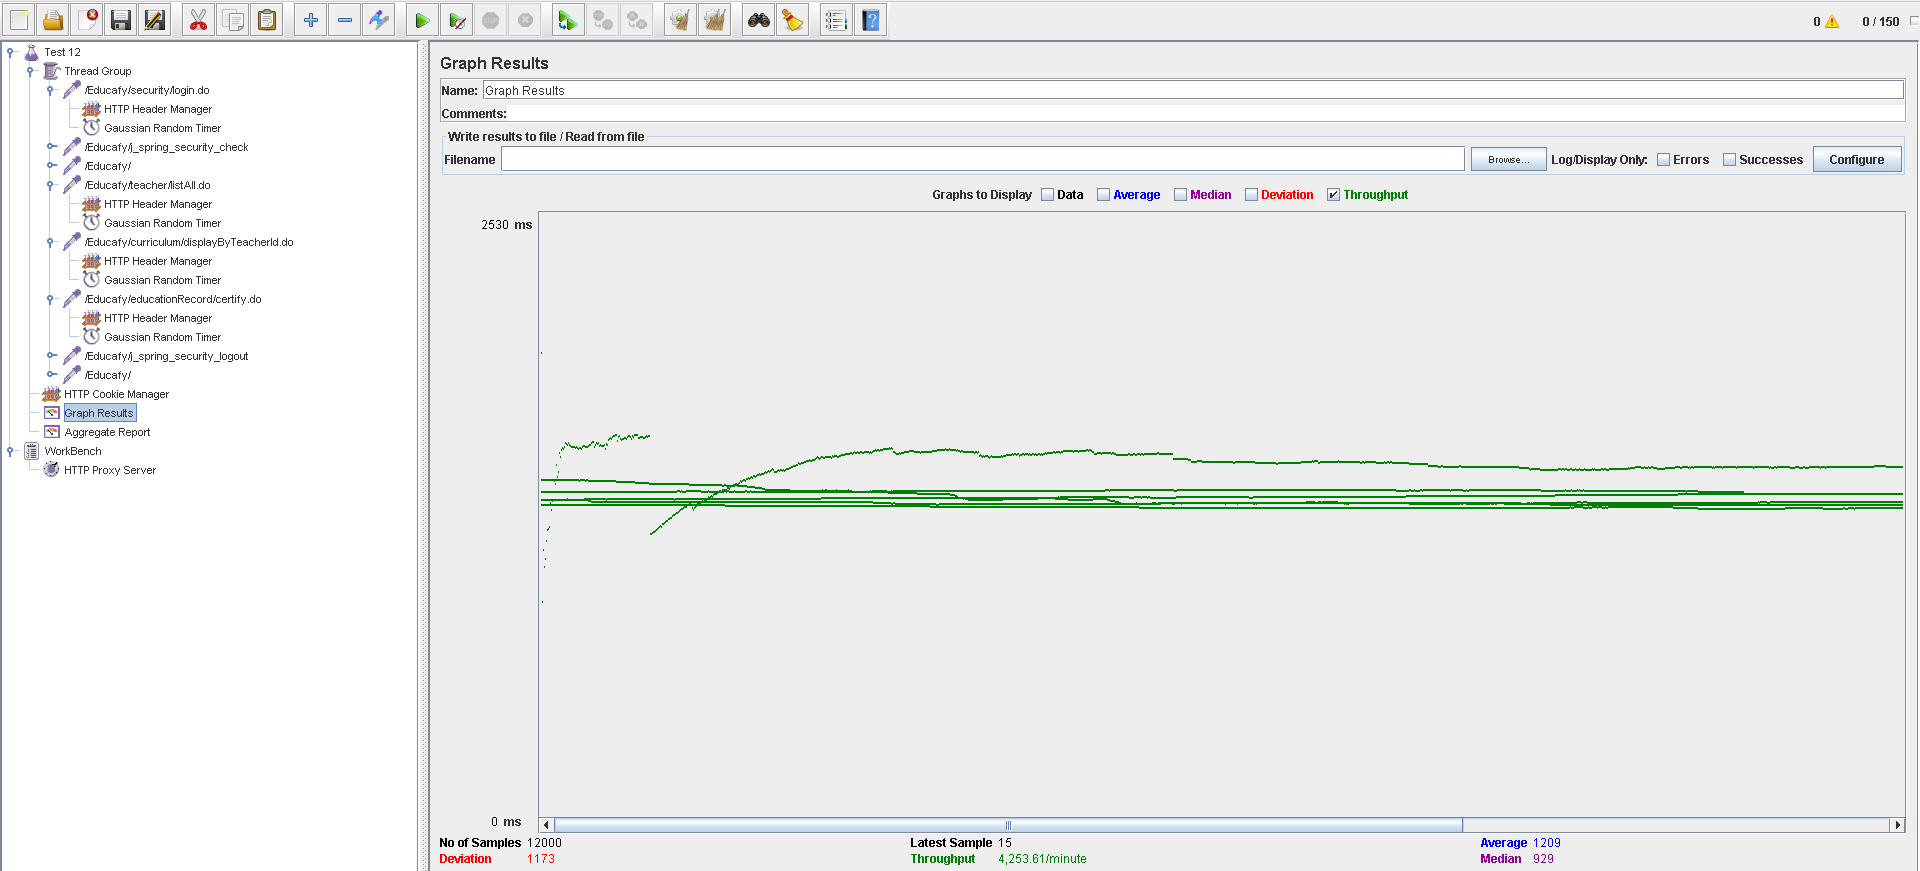 0
0 / 150
Test 12
Thread Group
/Educafy/security/login.do
HTTP Header Manager
Gaussian Random Timer
/Educafy/j_spring_security_check
/Educafy/
/Educafy/teacher/listAll.do
HTTP Header Manager
Gaussian Random Timer
/Educafy/curriculum/displayByTeacherId.do
HTTP Header Manager
Gaussian Random Timer
/Educafy/educationRecord/certify.do
HTTP Header Manager
Gaussian Random Timer
/Educafy/j_spring_security_logout
/Educafy/
HTTP Cookie Manager
Graph Results
Aggregate Report
WorkBench
HTTP Proxy Server
Graph Results
Name: Graph Results
Comments:
Write results to file / Read from file
Filename Browse... Log/Display Only: Errors Successes Configure
Graphs to Display Data Average Median Deviation Throughput
2530 ms
0 ms
No of Samples 12000 Latest Sample 15 Average 1209
Deviation 1173 Throughput 4,253.61/minute Median 929